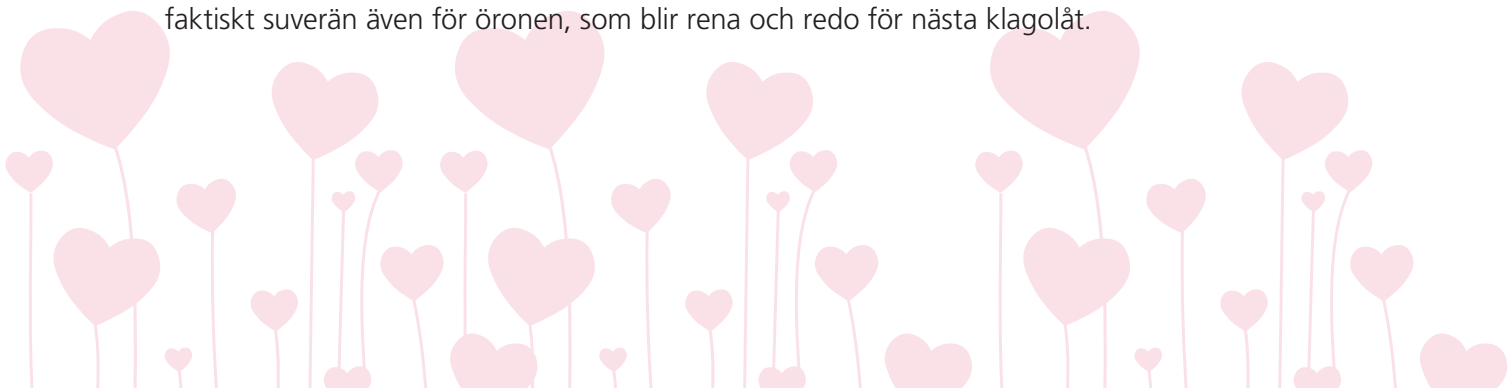 faktiskt suverän även för öronen, som blir rena och redo för nästa klagolåt.